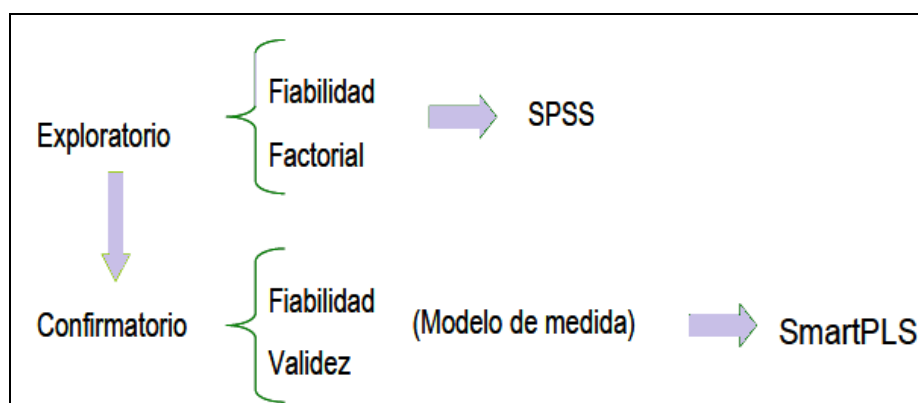 Fiabilidad
SPSS
Exploratorio
Factorial
Fiabilidad
Confirmatorio
(Modelo de medida)
SmartPLS
Validez